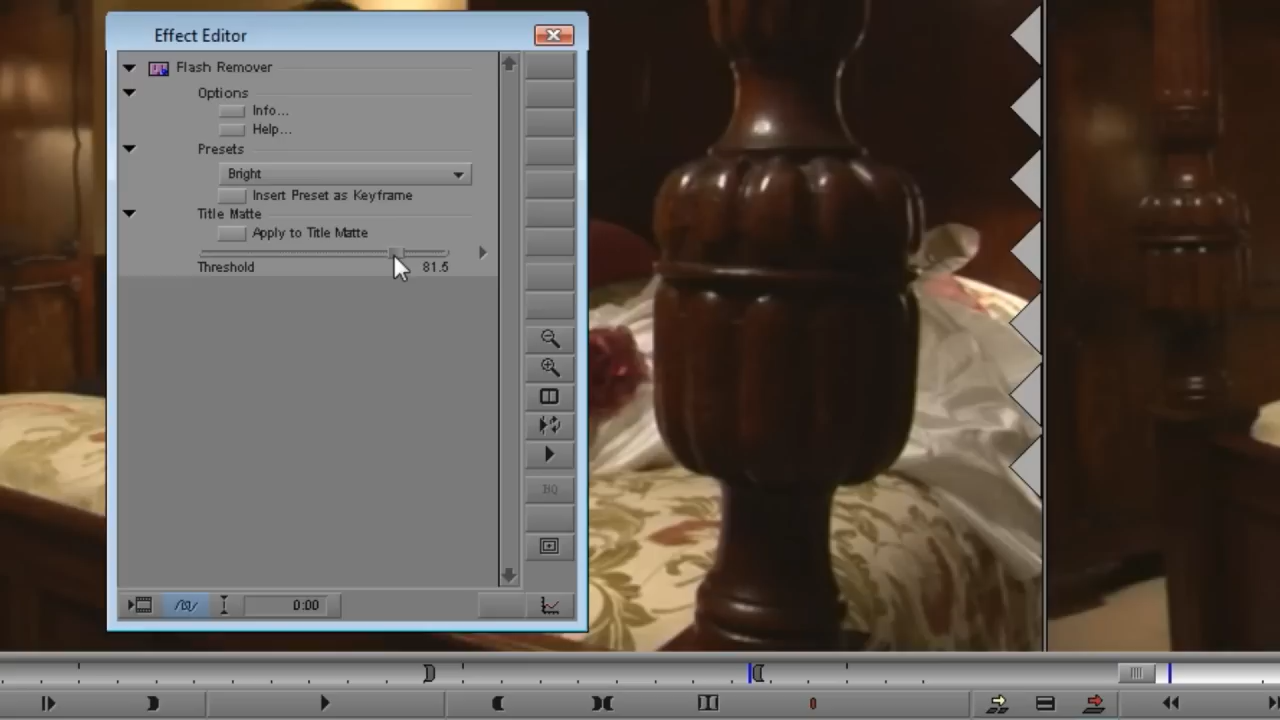 Effect Editor
Flash Remover
Options
Info...
Help...
Presets
Bright
Insert Preset as Keyframe
Title Matte
Apply to Title Matte
Threshold 81.5
BQ
0:00